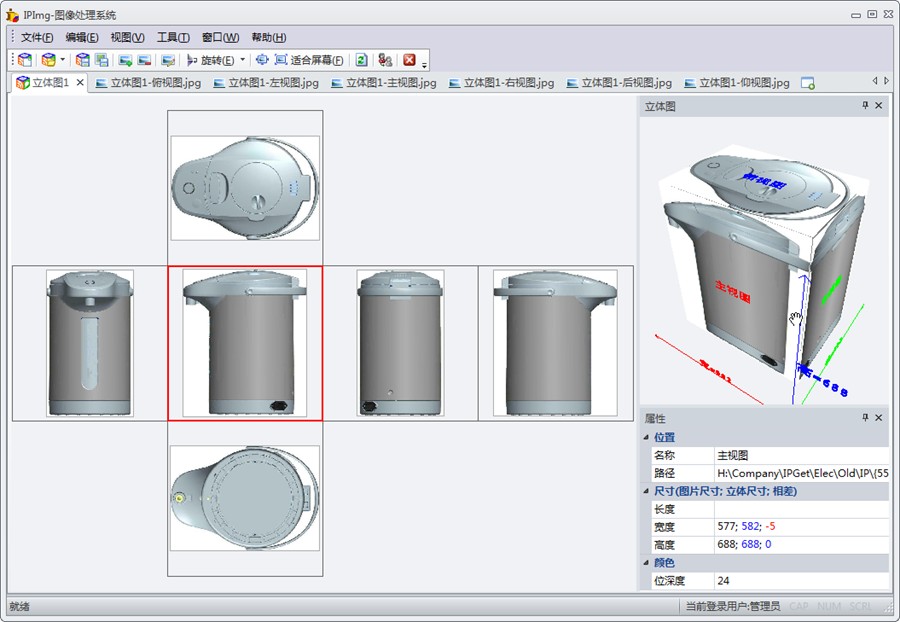 IPImg-图像处理系统
文件(F) 编辑(E) 视图(V) 工具(T) 窗口(W) 帮助(H)
旋转(E) 适合屏幕(F)
立体图1 立体图1-俯视图.jpg 立体图1-左视图.jpg 立体图1-主视图.jpg 立体图1-右视图.jpg 立体图1-后视图.jpg 立体图1-仰视图.jpg
立体图
主视图
688
属性
位置
名称 主视图
路径 H:\Company\IPGet\Elec\Old\IP\{55
尺寸(图片尺寸; 立体尺寸; 相差)
长度
宽度 577; 582; -5
高度 688; 688; 0
颜色
位深度 24
就绪 当前登录用户:管理员 CAP NUM SCRL